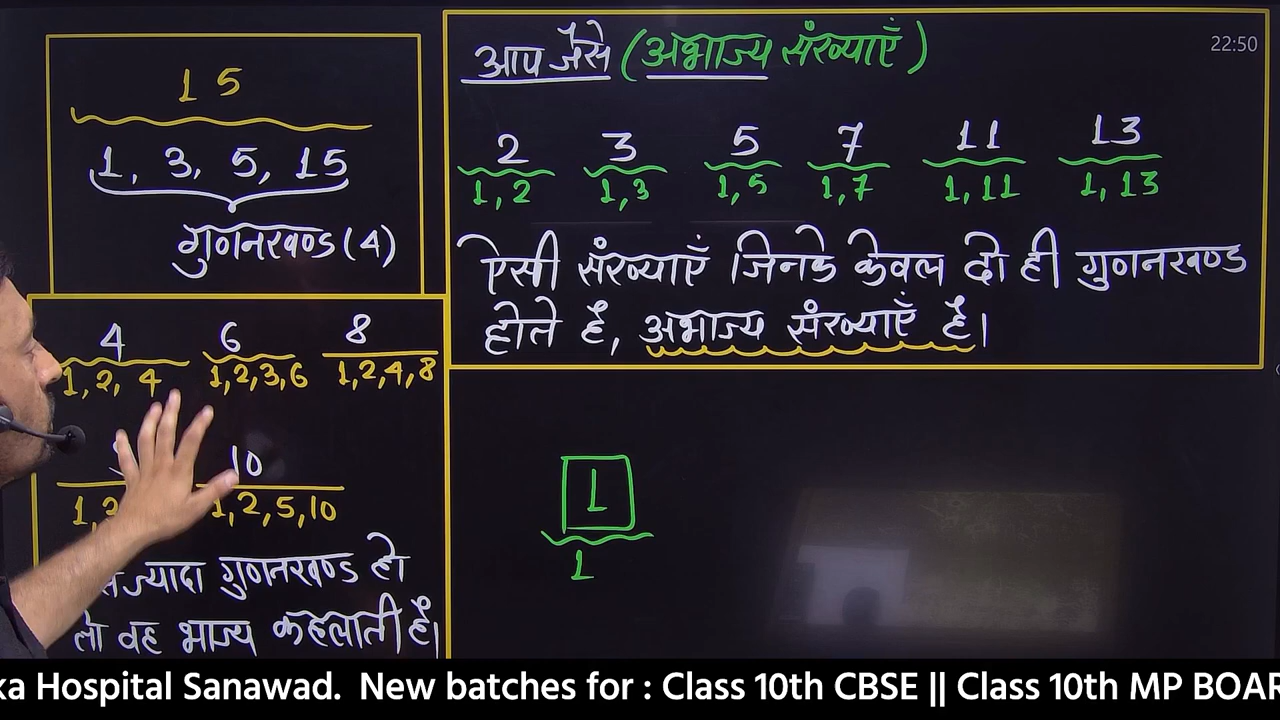 1 5
1, 3, 5, 15
गुणनखण्ड (4)
4 6 8
1, 2, 4 1,2,3,6 1,2,4,8
10
1,2,5,10
ज्यादा गुणनखण्ड हो
तो वह भाज्य कहलाती है।
आप जैसे (अभाज्य संख्याएँ)
22:50
2 3 5 7 11 13
1,2 1,3 1,5 1,7 1,11 1,13
ऐसी संख्याएँ जिनके केवल दो ही गुणनखण्ड
होते हैं, अभाज्य संख्याएँ है।
1
1
Hospital Sanawad. New batches for : Class 10th CBSE || Class 10th MP